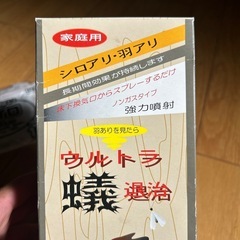 家庭用
シロアリ・羽アリ
長期間効果が持続します
床下換気口からスプレーするだけ
ノンガスタイプ
強力噴射
羽ありを見たら
ウルトラ
蟻退治